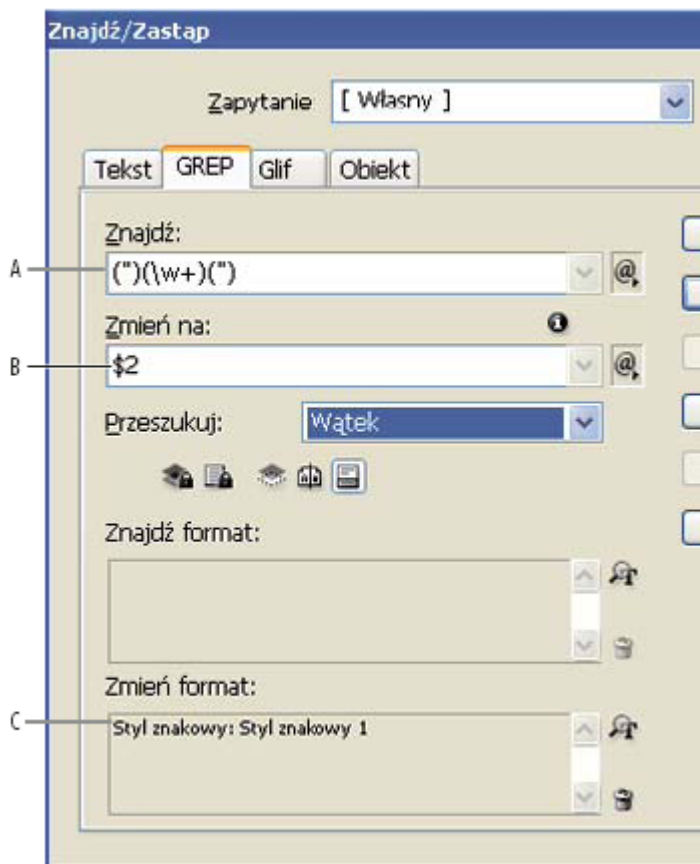 Znajdź/Zastąp
Zapytanie [ Własny ]
Tekst GREP Glif Obiekt
Znajdź:
A (")(\w+)(") @
Zmień na:
B $2 @
Przeszukuj: Wątek
Znajdź format:
Zmień format:
C Styl znakowy: Styl znakowy 1